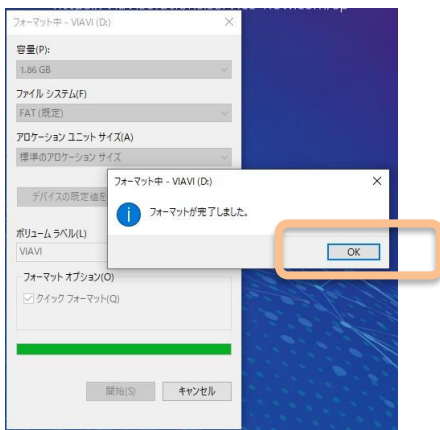 フォーマット中 - VIAVI (D:)
容量(P):
1.86 GB
ファイル システム(F)
FAT (既定)
アロケーション ユニット サイズ(A)
標準のアロケーション サイズ
デバイスの既定値を
ボリューム ラベル(L)
VIAVI
フォーマット オプション(O)
クイック フォーマット(Q)
開始(S)
キャンセル
フォーマット中 - VIAVI (D:)
フォーマットが完了しました。
OK